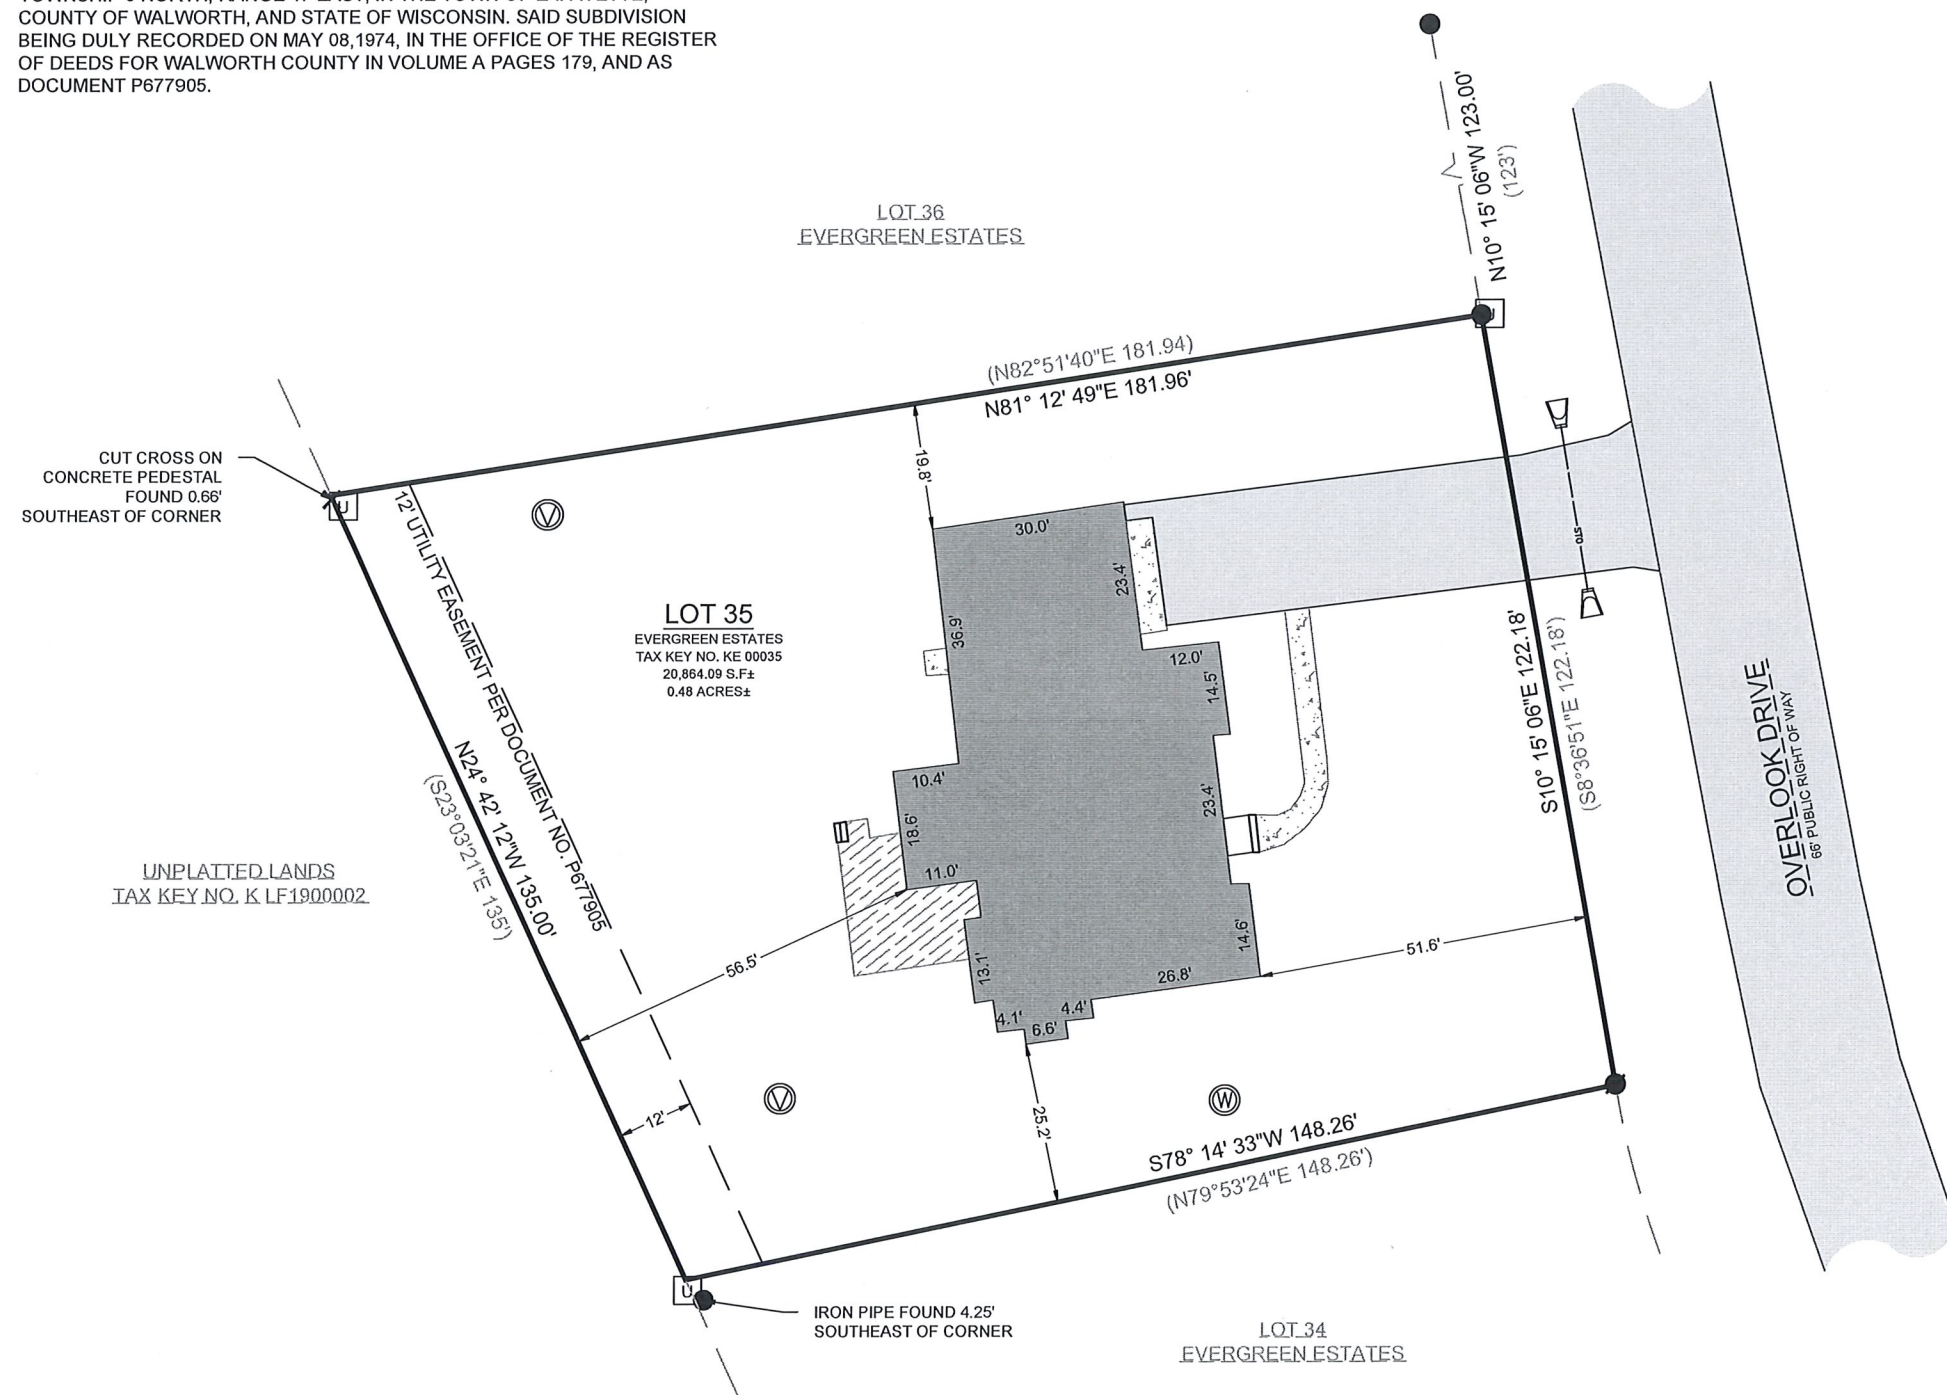 COUNTY OF WALWORTH, AND STATE OF WISCONSIN. SAID SUBDIVISION
BEING DULY RECORDED ON MAY 08,1974, IN THE OFFICE OF THE REGISTER
OF DEEDS FOR WALWORTH COUNTY IN VOLUME A PAGES 179, AND AS
DOCUMENT P677905.
N10° 15' 06"W 123.00'
(123')
LOT 36
EVERGREEN ESTATES
U
(N82°51'40"E 181.94)
N81° 12' 49"E 181.96'
CUT CROSS ON
CONCRETE PEDESTAL
FOUND 0.66'
SOUTHEAST OF CORNER
U
12' UTILITY EASEMENT PER DOCUMENT NO. P677905
V
19.8'
30.0'
STO
23.4'
LOT 35
EVERGREEN ESTATES
TAX KEY NO. KE 00035
20,864.09 S.F±
0.48 ACRES±
36.9'
12.0'
14.5'
S10° 15' 06"E 122.18'
(S8°36'51"E 122.18')
OVERLOOK DRIVE
66' PUBLIC RIGHT OF WAY
10.4'
18.6'
23.4'
11.0'
N24° 42' 12"W 135.00'
(S23°03'21"E 135')
UNPLATTED LANDS
TAX KEY NO. K LF1900002
56.5'
13.1'
14.6'
51.6'
26.8'
4.1'
6.6'
4.4'
12'
V
25.2'
W
S78° 14' 33"W 148.26'
(N79°53'24"E 148.26')
U
IRON PIPE FOUND 4.25'
SOUTHEAST OF CORNER
LOT 34
EVERGREEN ESTATES